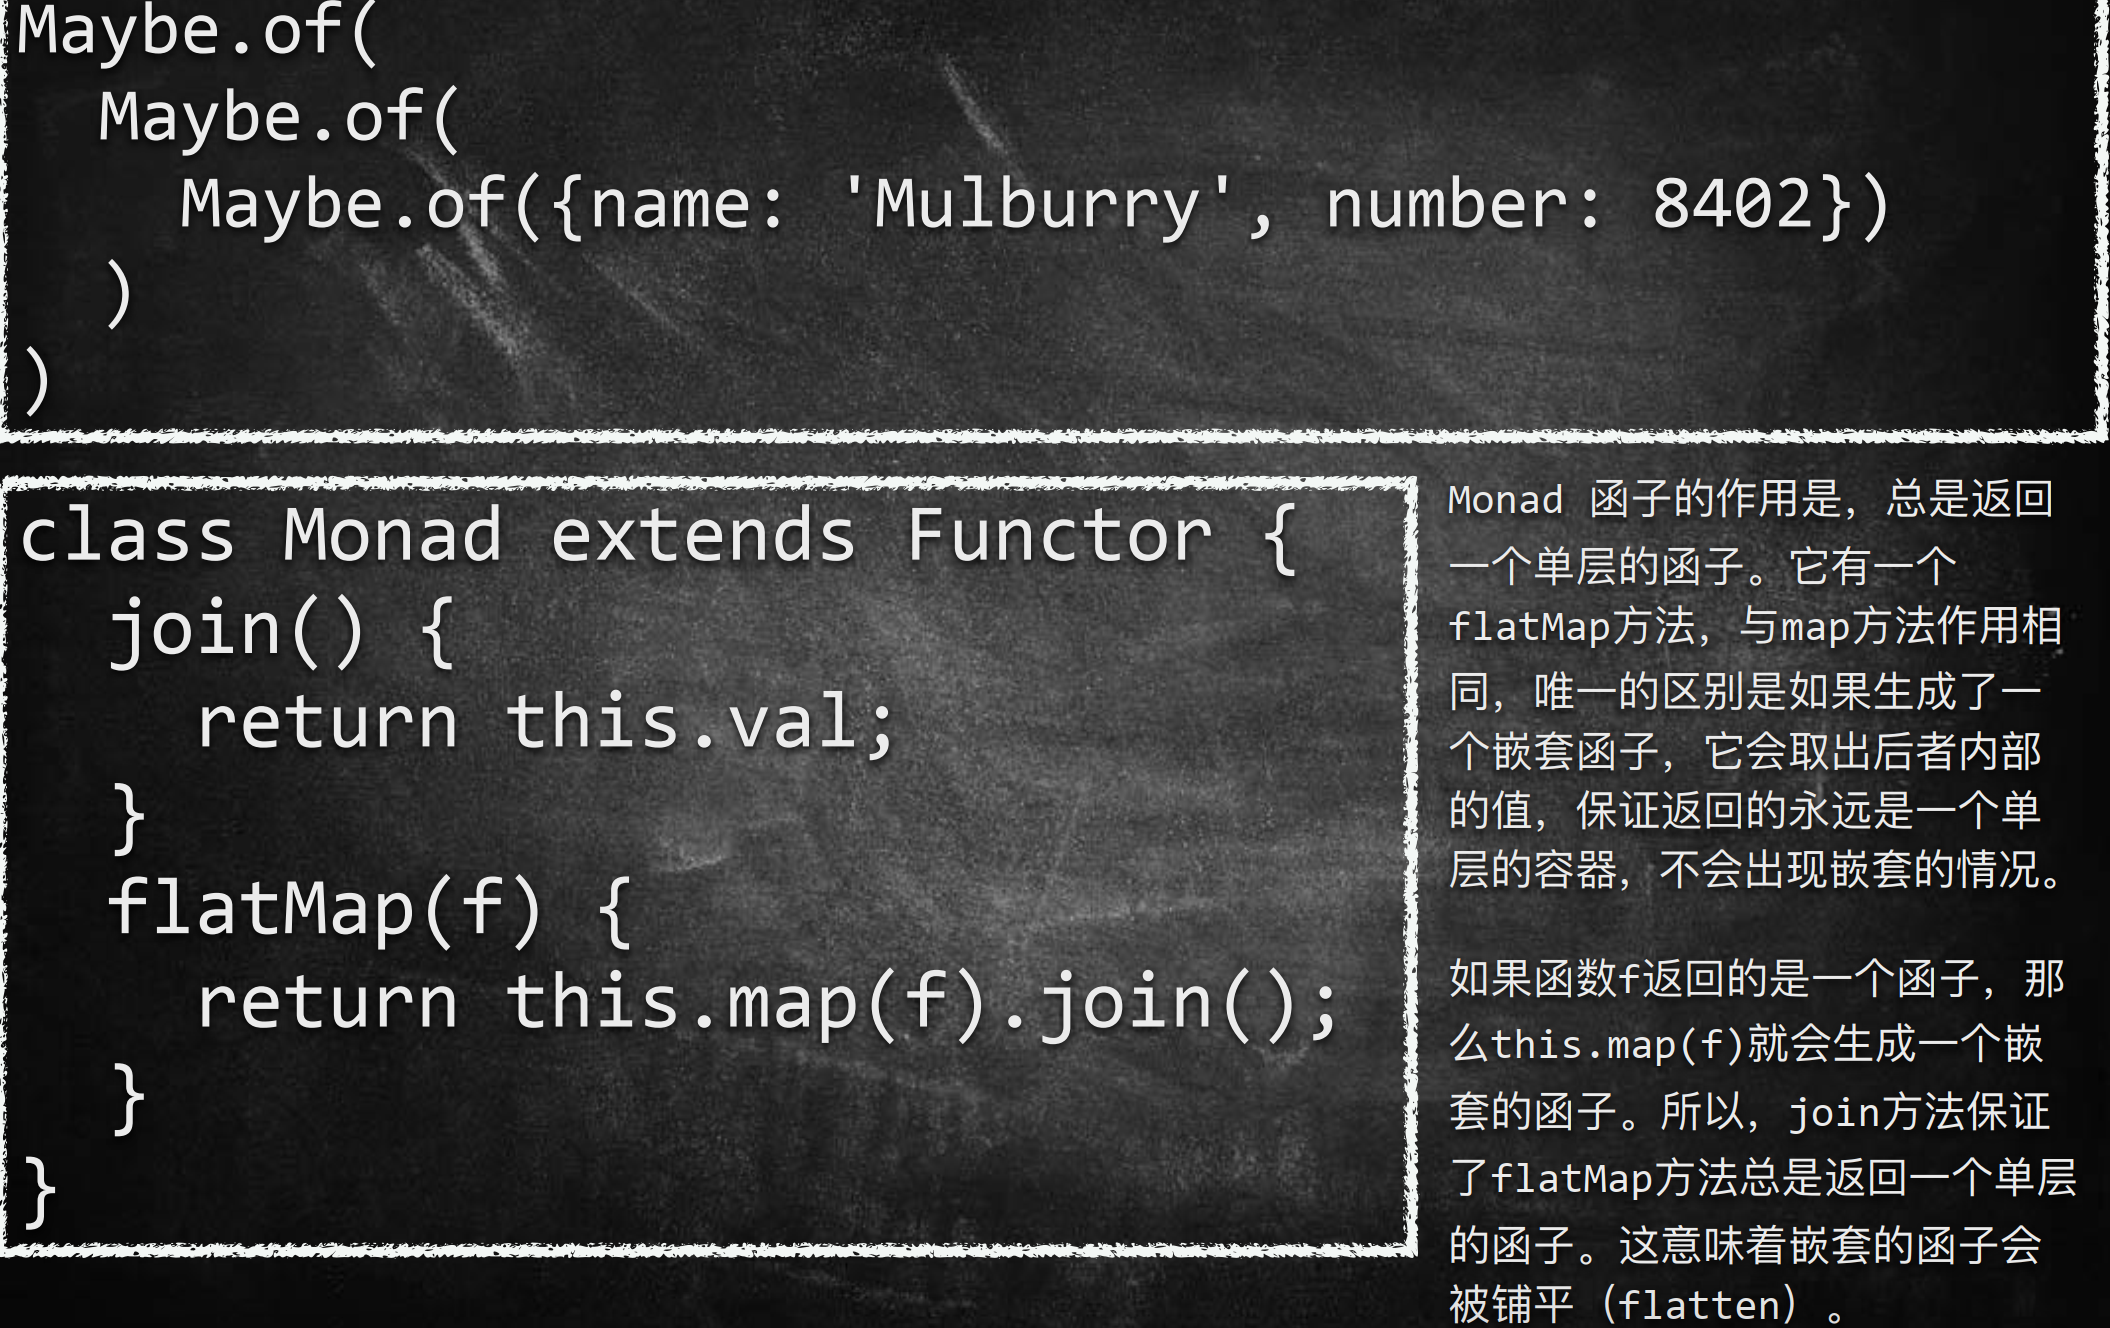 Maybe.of(
  Maybe.of(
    Maybe.of({name: 'Mulburry', number: 8402})
  )
)
class Monad extends Functor {
  join() {
    return this.val;
  }
  flatMap(f) {
    return this.map(f).join();
  }
}
Monad 函子的作用是，总是返回
一个单层的函子。它有一个
flatMap方法，与map方法作用相
同，唯一的区别是如果生成了一
个嵌套函子，它会取出后者内部
的值，保证返回的永远是一个单
层的容器，不会出现嵌套的情况。
如果函数f返回的是一个函子，那
么this.map(f)就会生成一个嵌
套的函子。所以，join方法保证
了flatMap方法总是返回一个单层
的函子。这意味着嵌套的函子会
被铺平（flatten）。